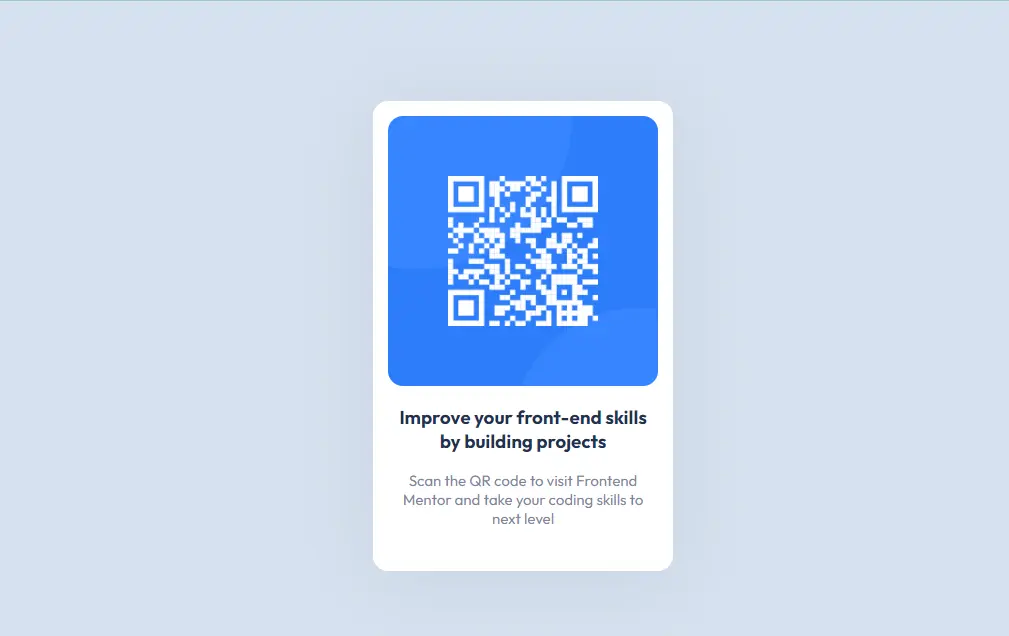 Improve your front-end skills
by building projects
Scan the QR code to visit Frontend
Mentor and take your coding skills to
next level